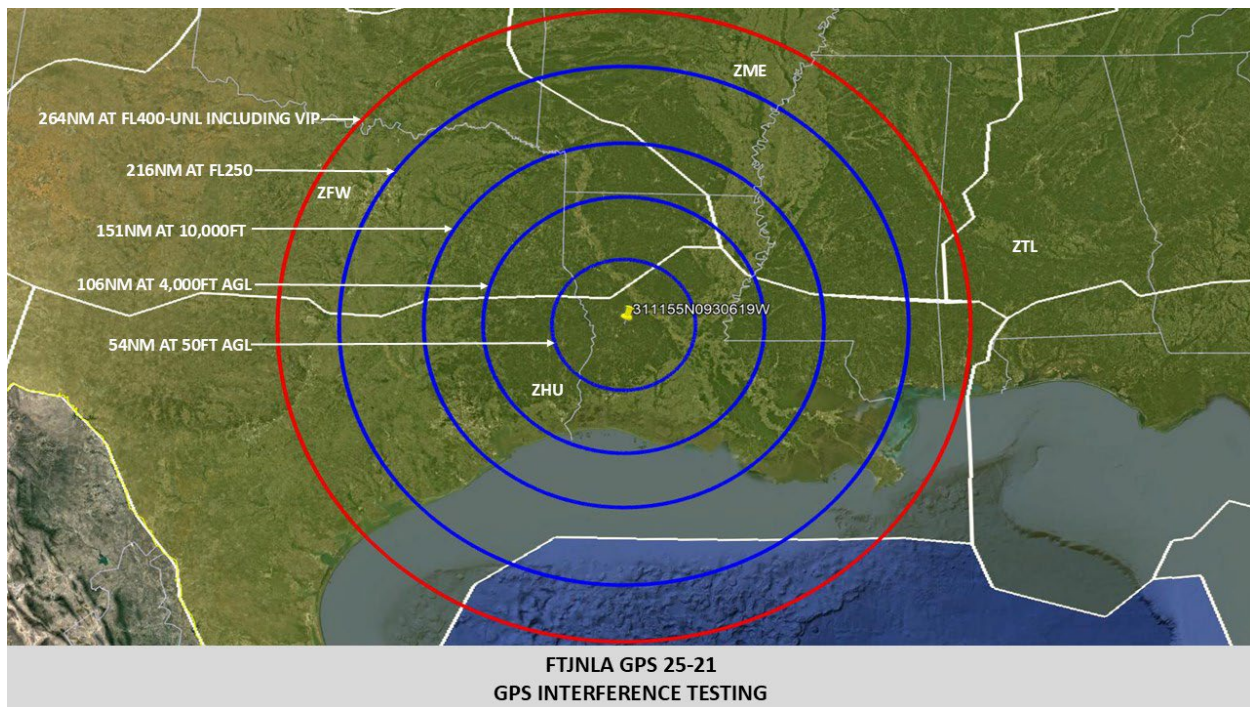 ZME
264NM AT FL400-UNL INCLUDING VIP
216NM AT FL250
ZFW
151NM AT 10,000FT
ZTL
106NM AT 4,000FT AGL
311155N0930619W
54NM AT 50FT AGL
ZHU
FTJNLA GPS 25-21
GPS INTERFERENCE TESTING